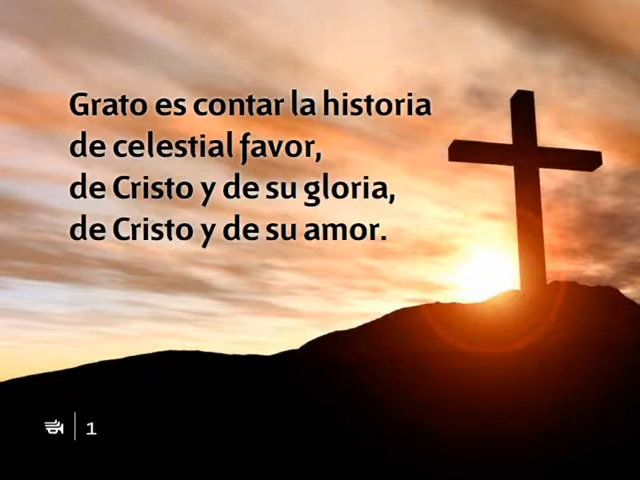 Grato es contar la historia
de celestial favor,
de Cristo y de su gloria,
de Cristo y de su amor.
1